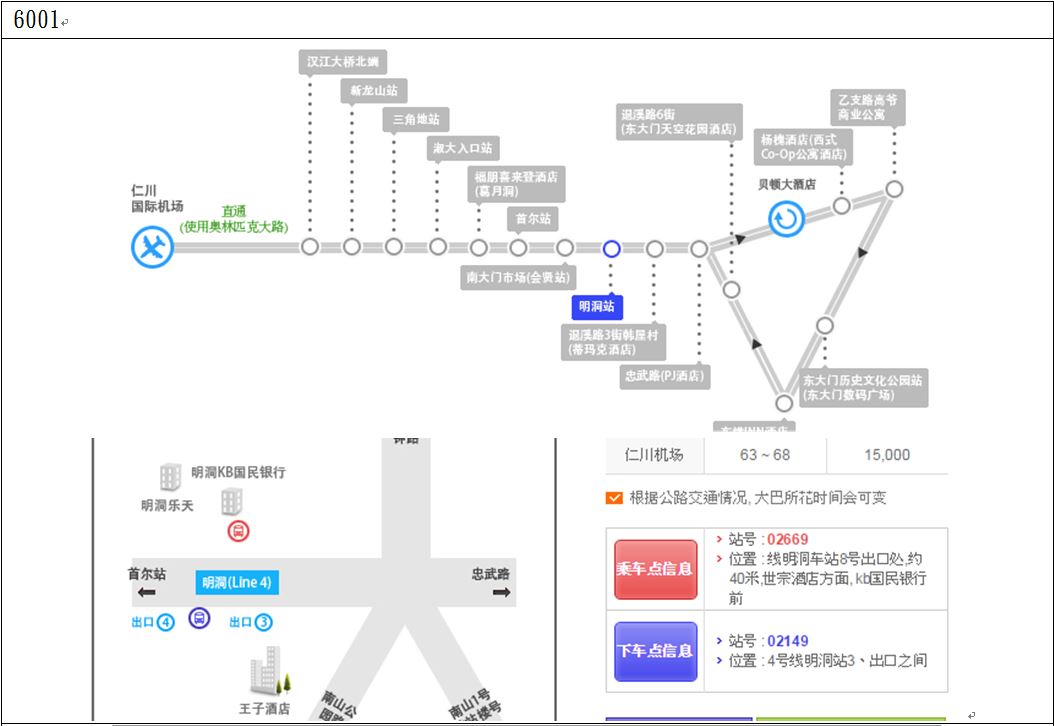 6001
汉江大桥北端
新龙山站
三角地站
淑大入口站
福朋喜来登酒店
(葛月洞)
首尔站
退溪路6街
(东大门天空花园酒店)
乙支路高爷
商业公寓
杨槐酒店(西式
Co-Op公寓酒店)
贝顿大酒店
仁川
国际机场
直通
(使用奥林匹克大路)
南大门市场(会贤站)
明洞站
退溪路3街韩屋村
(蒂玛克酒店)
忠武路(PJ酒店)
东大门历史文化公园站
(东大门数码广场)
钟路
明洞KB国民银行
明洞乐天
首尔站
明洞(Line 4)
忠武路
出口4
出口3
王子酒店
南山公
园路
南山1号
仁川机场
63 ~ 68
15,000
根据公路交通情况, 大巴所花时间会可变
乘车点信息
站号 : 02669
位置 : 线明洞车站8号出口处,约
40米,世宗酒店方面, kb国民银行
前
下车点信息
站号 : 02149
位置 : 4号线明洞站3、出口之间